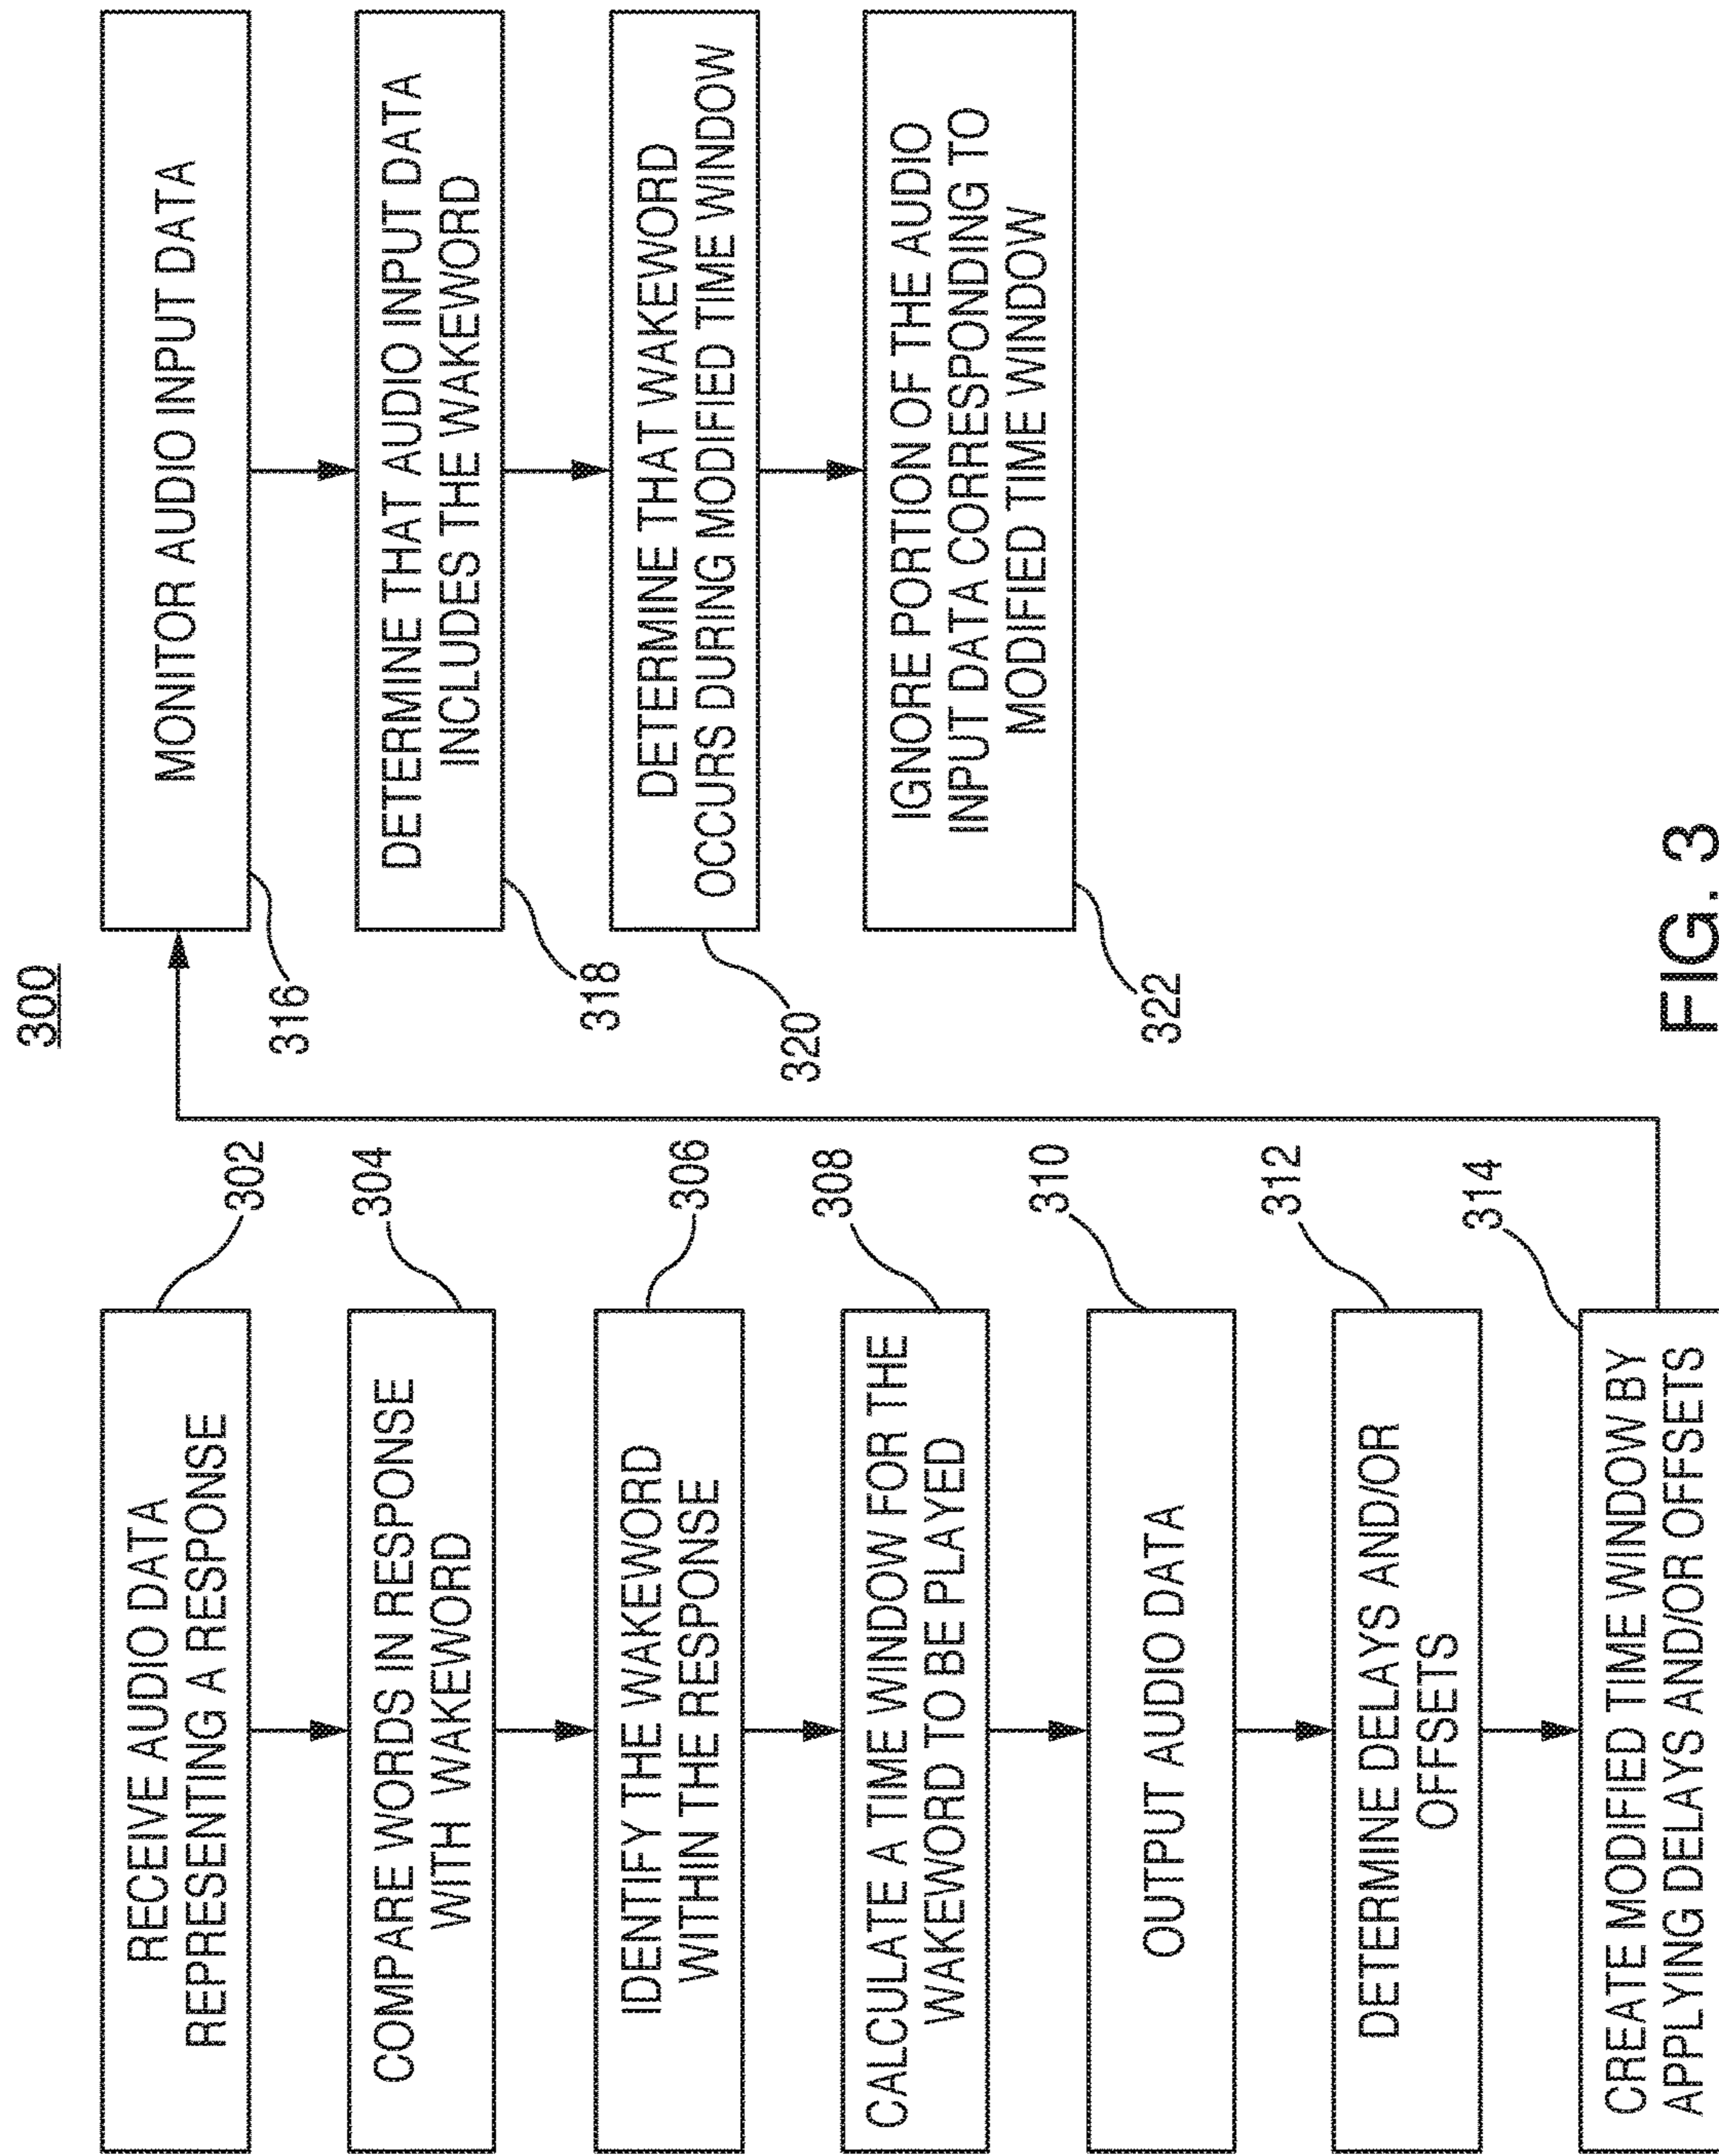 300
RECEIVE AUDIO DATA
REPRESENTING A RESPONSE
302
COMPARE WORDS IN RESPONSE
WITH WAKEWORD
304
IDENTIFY THE WAKEWORD
WITHIN THE RESPONSE
306
CALCULATE A TIME WINDOW FOR THE
WAKEWORD TO BE PLAYED
308
OUTPUT AUDIO DATA
310
DETERMINE DELAYS AND/OR
OFFSETS
312
CREATE MODIFIED TIME WINDOW BY
APPLYING DELAYS AND/OR OFFSETS
314
MONITOR AUDIO INPUT DATA
316
DETERMINE THAT AUDIO INPUT DATA
INCLUDES THE WAKEWORD
318
DETERMINE THAT WAKEWORD
OCCURS DURING MODIFIED TIME WINDOW
320
IGNORE PORTION OF THE AUDIO
INPUT DATA CORRESPONDING TO
MODIFIED TIME WINDOW
322
FIG. 3